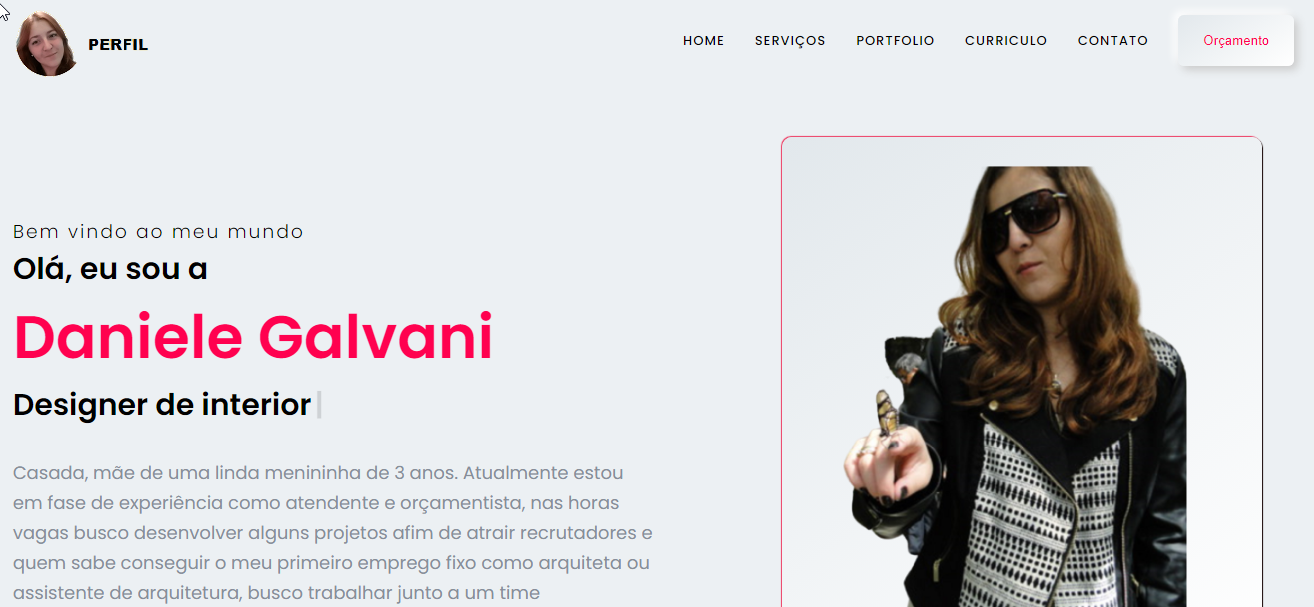 PERFIL
HOME SERVIÇOS PORTFOLIO CURRICULO CONTATO Orçamento
Bem vindo ao meu mundo
Olá, eu sou a
Daniele Galvani
Designer de interior
Casada, mãe de uma linda menininha de 3 anos. Atualmente estou
em fase de experiência como atendente e orçamentista, nas horas
vagas busco desenvolver alguns projetos afim de atrair recrutadores e
quem sabe conseguir o meu primeiro emprego fixo como arquiteta ou
assistente de arquitetura, busco trabalhar junto a um time